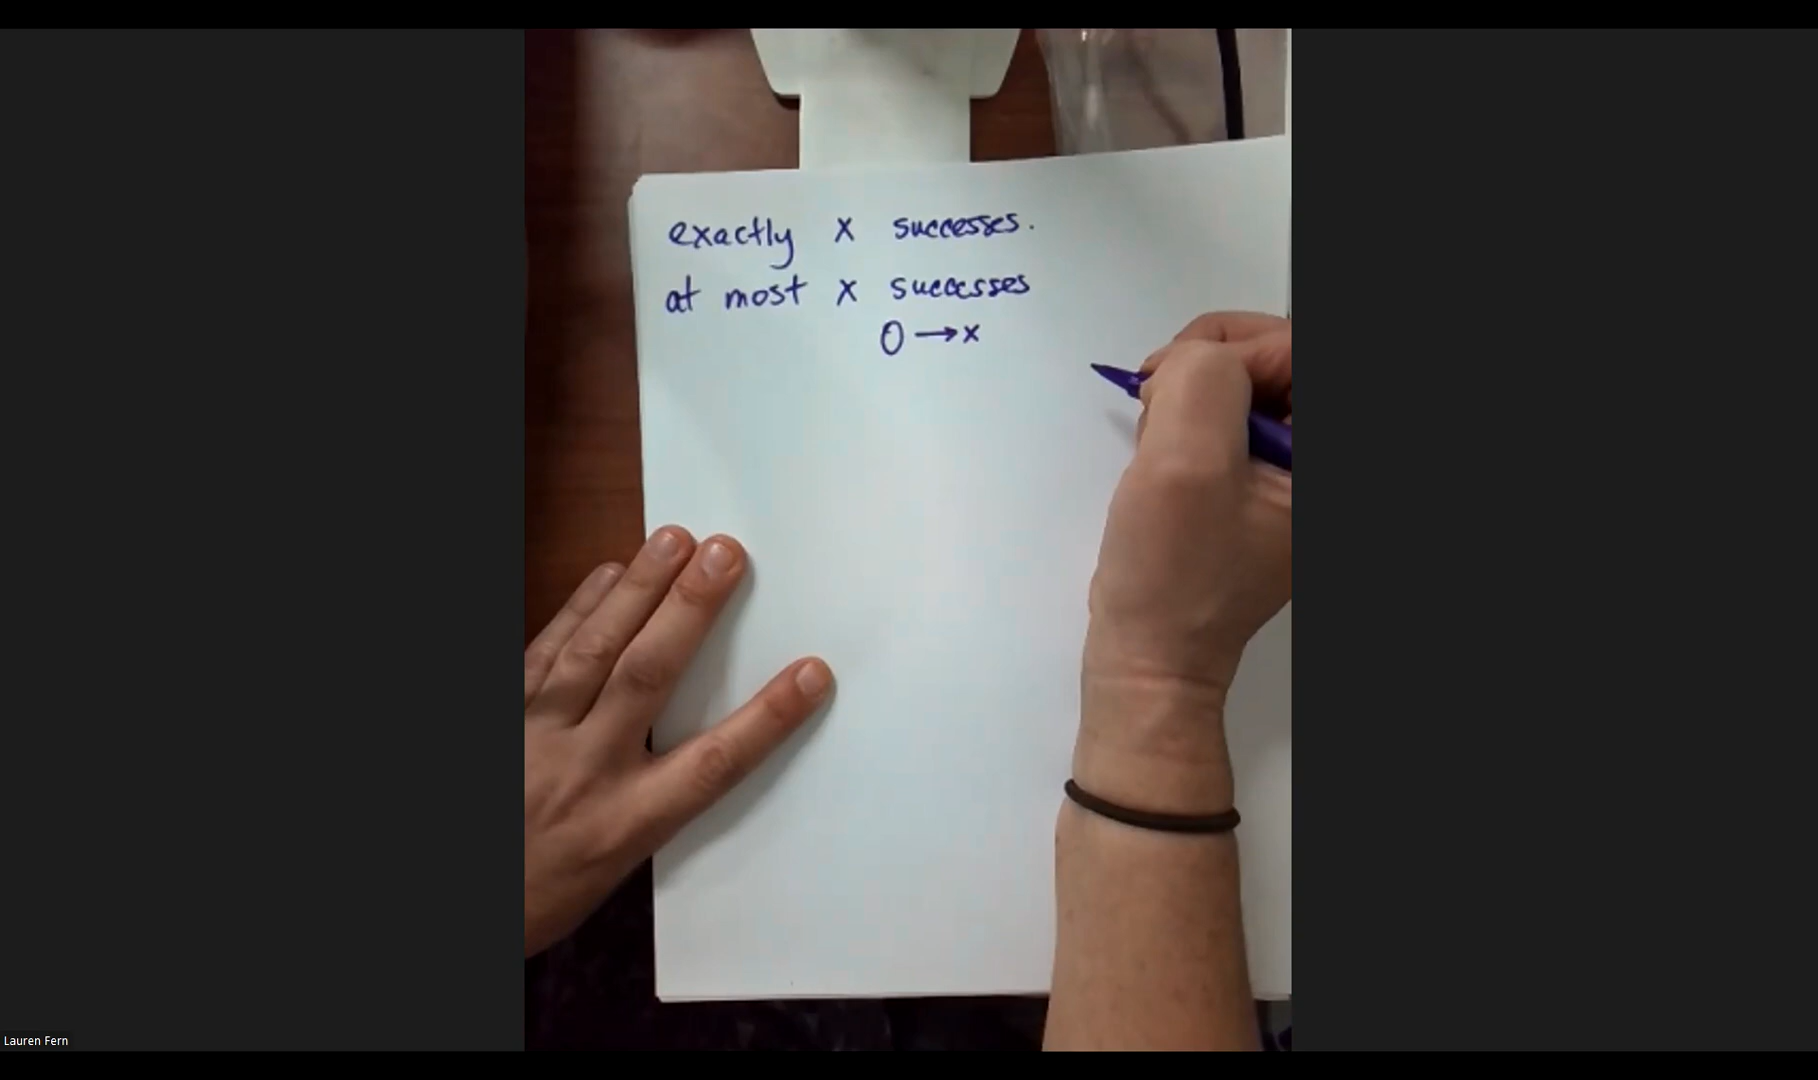 exactly x successes.
at most x successes
0 → x
Lauren Fern